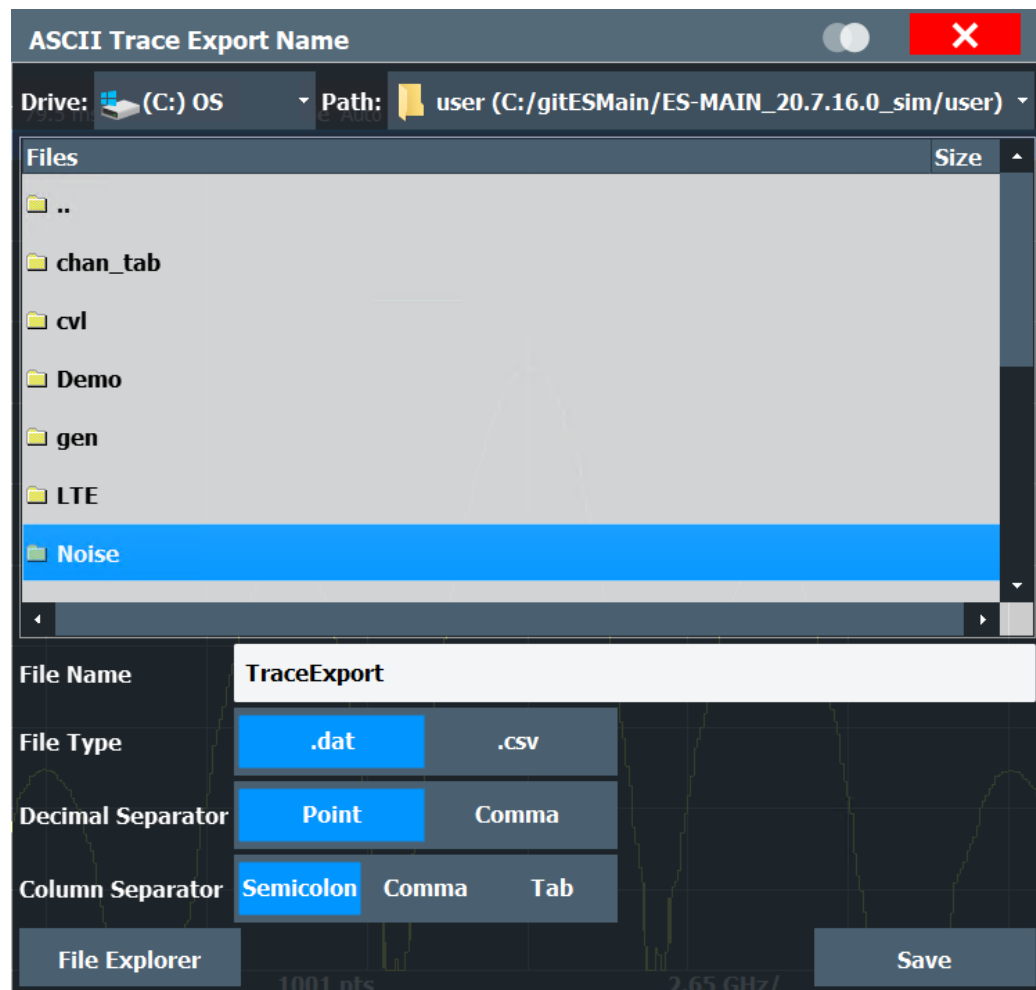 ASCII Trace Export Name
Drive: (C:) OS Path: user (C:/gitESMain/ES-MAIN_20.7.16.0_sim/user)
Files Size
..
chan_tab
cvl
Demo
gen
LTE
Noise
File Name TraceExport
File Type .dat .csv
Decimal Separator Point Comma
Column Separator Semicolon Comma Tab
File Explorer Save
1001 pts 2.65 GHz/